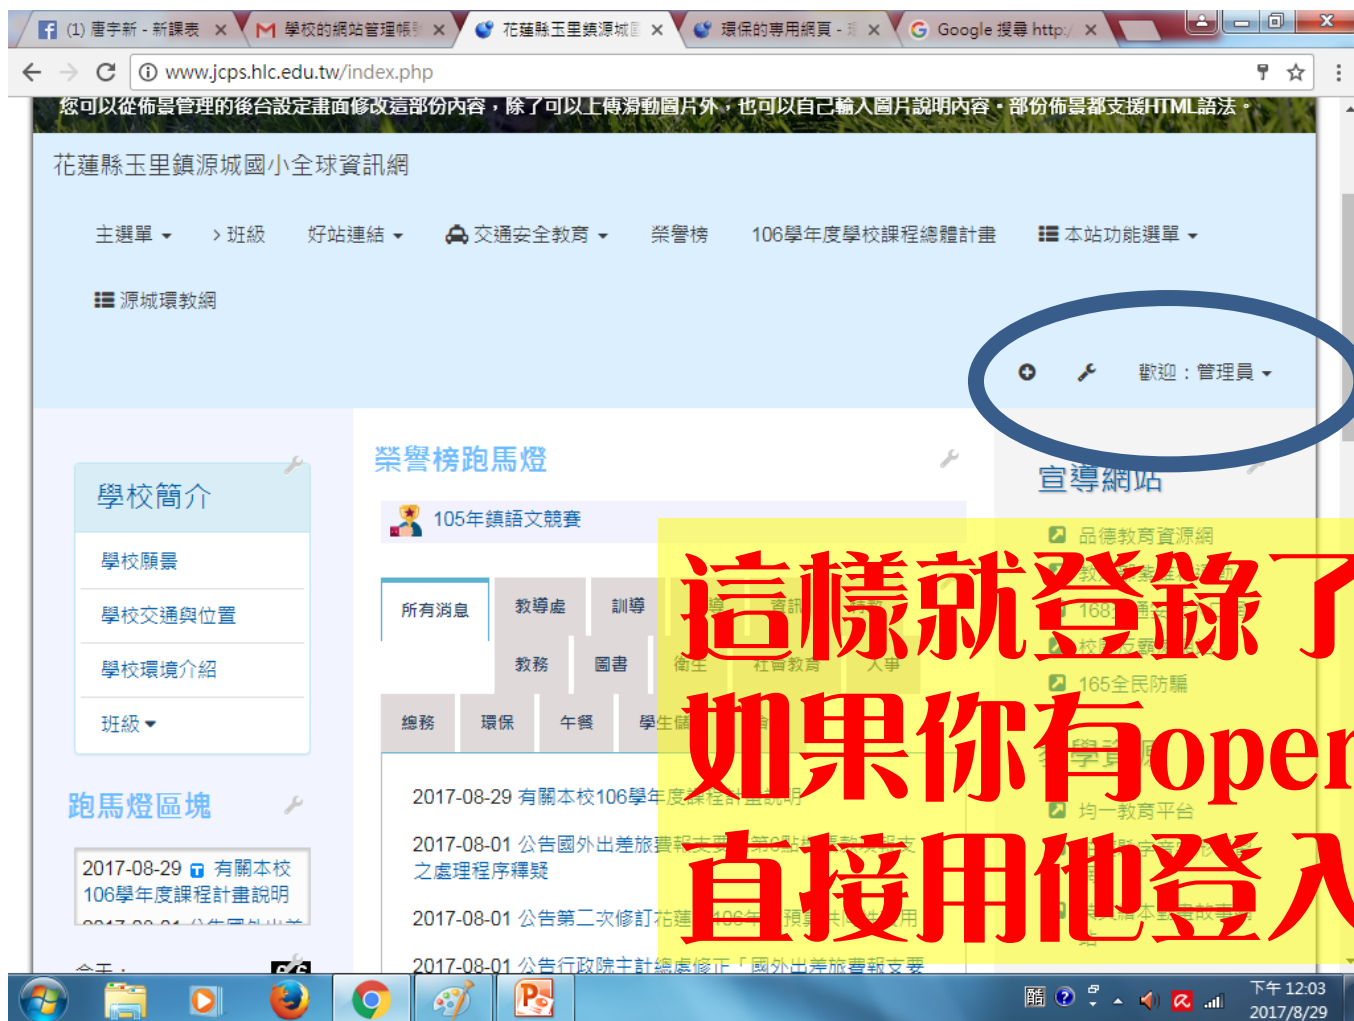 (1) 唐宇新 - 新課表
學校的網站管理帳
花蓮縣玉里鎮源城
環保的專用網頁 -
Google 搜尋 http:/
www.jcps.hlc.edu.tw/index.php
您可以從佈景管理的後台設定畫面修改這部份內容，除了可以上傳滑動圖片外，也可以自己輸入圖片說明內容。部份佈景都支援HTML語法。
花蓮縣玉里鎮源城國小全球資訊網
主選單 > 班級 好站連結 交通安全教育 榮譽榜 106學年度學校課程總體計畫 本站功能選單
源城環教網
歡迎：管理員
學校簡介
學校願景
學校交通與位置
學校環境介紹
班級
跑馬燈區塊
2017-08-29 有關本校
106學年度課程計畫說明
今天：
榮譽榜跑馬燈
105年鎮語文競賽
所有消息 教導處 訓導 資訊
教務 圖書 衛生 社會教育 人事
總務 環保 午餐
2017-08-29 有關本校106學年度課程計畫說明
2017-08-01 公告國外出差旅費報支要
之處理程序釋疑
2017-08-01 公告第二次修訂花蓮
2017-08-01 公告行政院主計總處修正「國外出差旅費報支要
宣導網站
品德教育資源網
165全民防騙
均一教育平台
這樣就登錄了
如果你有open
直接用他登入
酷
下午 12:03
2017/8/29